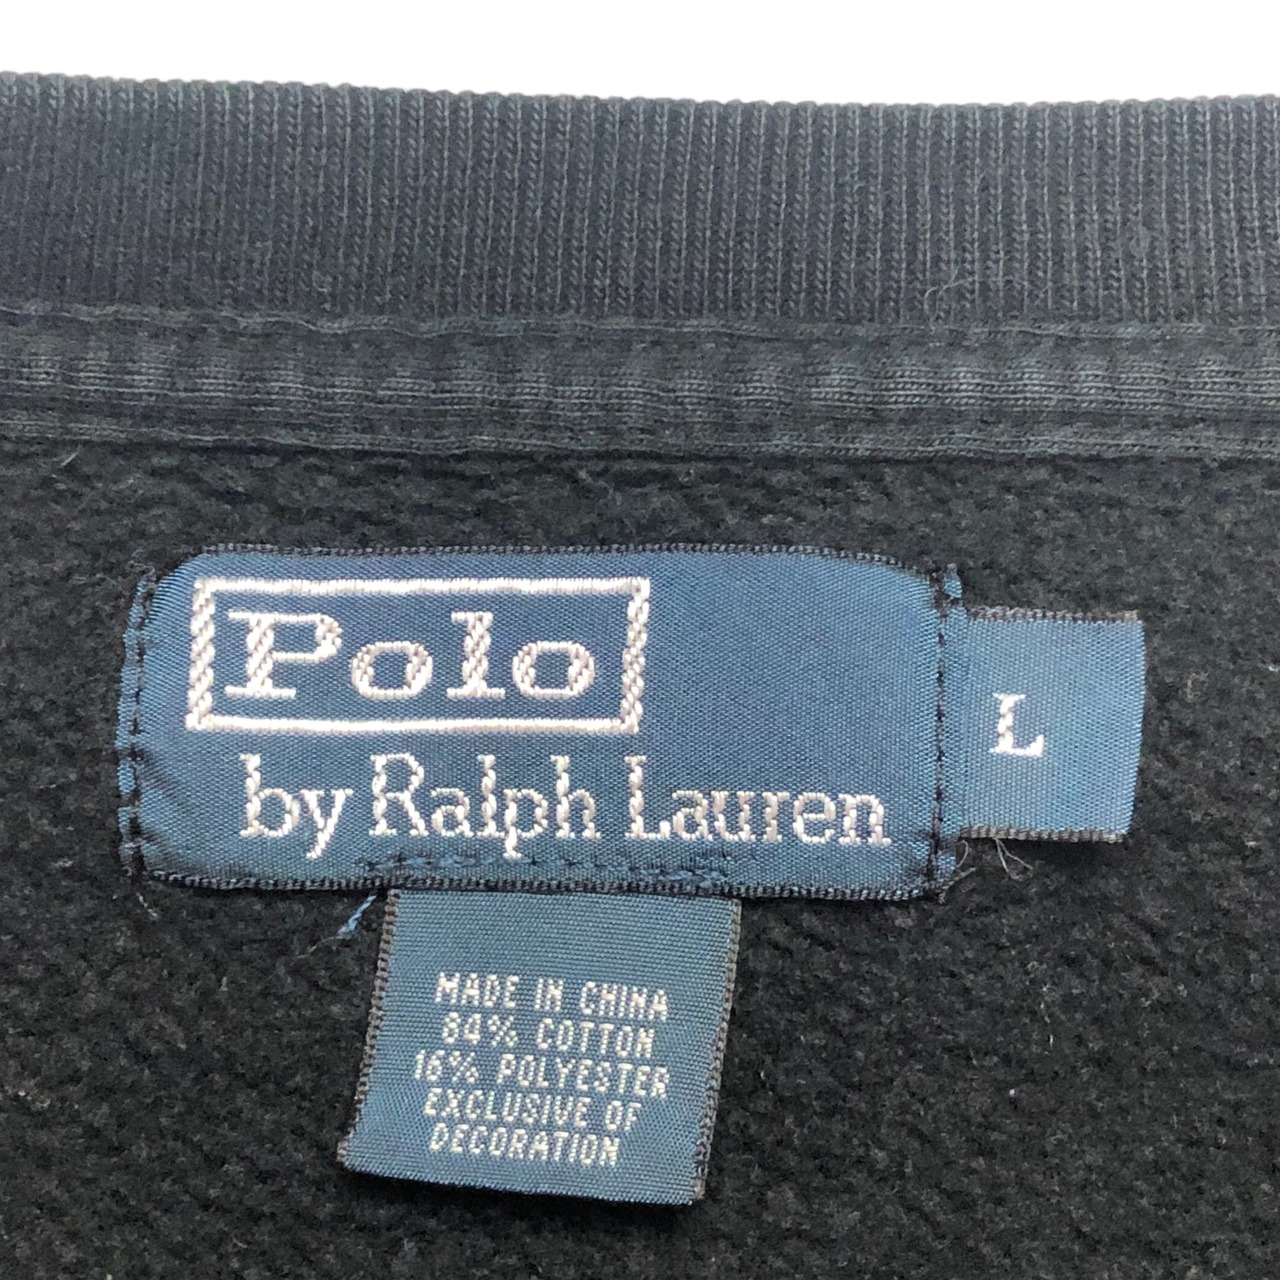 Polo
by Ralph Lauren
L
MADE IN CHINA
84% COTTON
16% POLYESTER
EXCLUSIVE OF
DECORATION